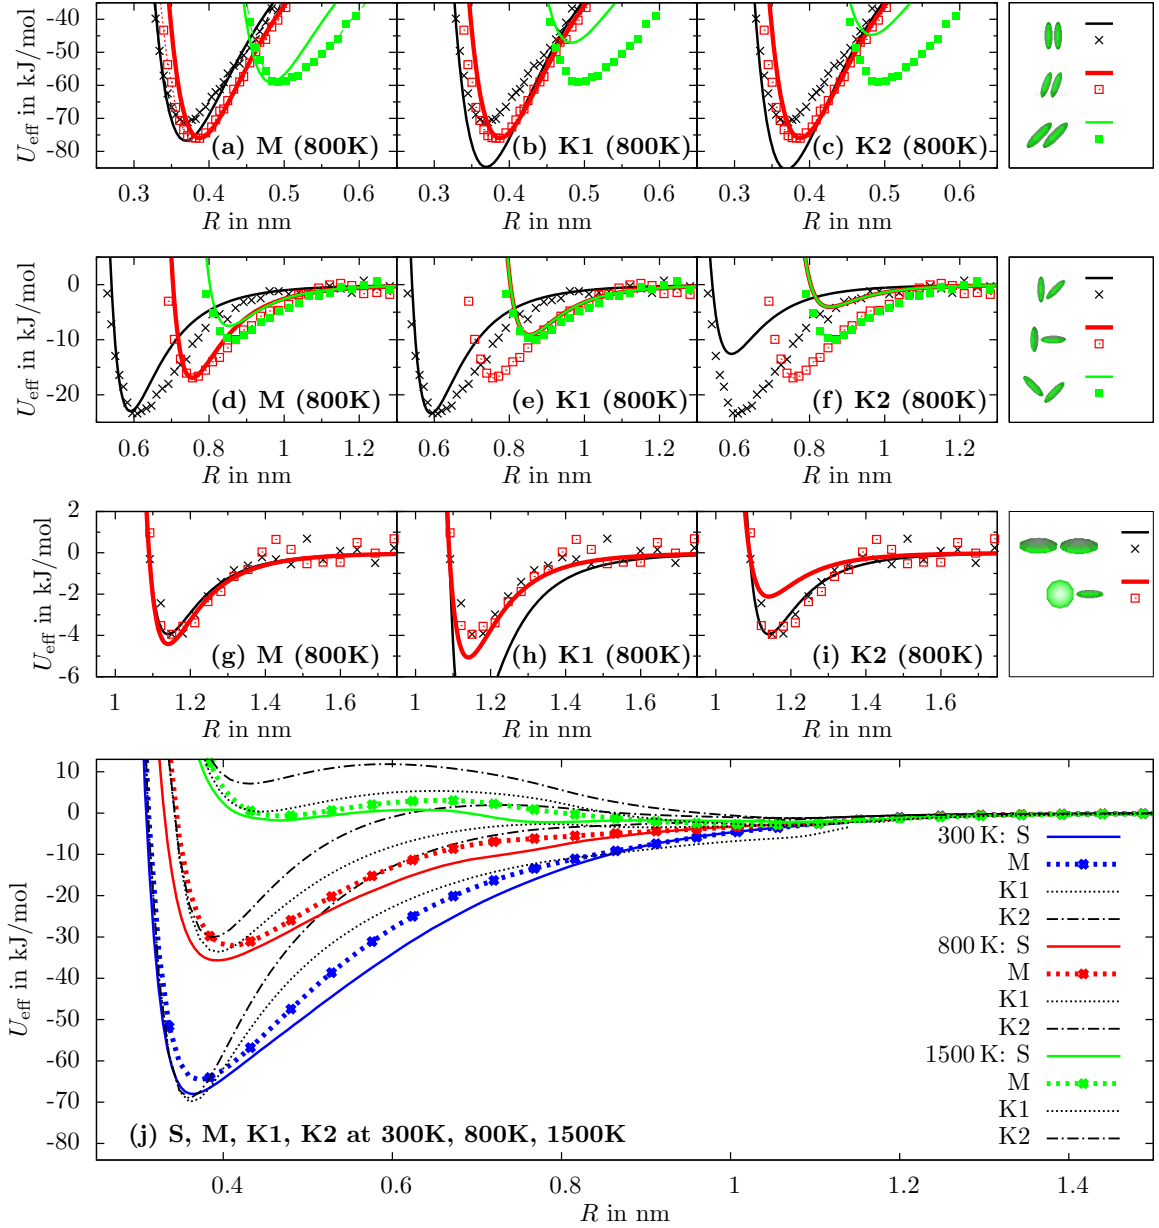 -40
-50
-60
-70
-80
U_eff in kJ/mol
(a) M (800K)
(b) K1 (800K)
(c) K2 (800K)
0.3 0.4 0.5 0.6
0.3 0.4 0.5 0.6
0.3 0.4 0.5 0.6
R in nm
R in nm
R in nm
0
-10
-20
U_eff in kJ/mol
(d) M (800K)
(e) K1 (800K)
(f) K2 (800K)
0.6 0.8 1 1.2
0.6 0.8 1 1.2
0.6 0.8 1 1.2
R in nm
R in nm
R in nm
2
0
-2
-4
-6
U_eff in kJ/mol
(g) M (800K)
(h) K1 (800K)
(i) K2 (800K)
1 1.2 1.4 1.6
1 1.2 1.4 1.6
1 1.2 1.4 1.6
R in nm
R in nm
R in nm
10
0
-10
-20
-30
-40
-50
-60
-70
-80
U_eff in kJ/mol
300 K: S
M
K1
K2
800 K: S
M
K1
K2
1500 K: S
M
K1
K2
(j) S, M, K1, K2 at 300K, 800K, 1500K
0.4 0.6 0.8 1 1.2 1.4
R in nm